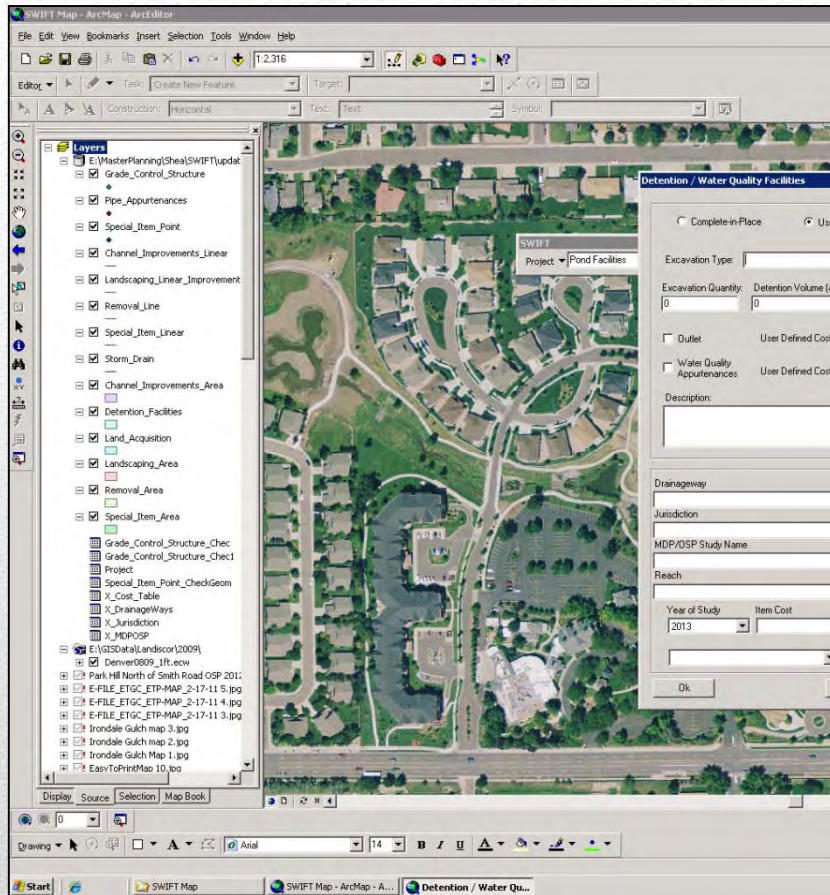 SWIFT Map - ArcMap - ArcEditor
File Edit View Bookmarks Insert Selection Tools Window Help
1:2,316
Editor Task: Create New Feature Target:
Construction: Horizontal Text: Text Symbol:
Layers
E:\MasterPlanning\Shea\SWIFT\updat
Grade_Control_Structure
Pipe_Appurtenances
Special_Item_Point
Channel_Improvements_Linear
Landscaping_Linear_Improvement
Removal_Line
Special_Item_Linear
Storm_Drain
Channel_Improvements_Area
Detention_Facilities
Land_Acquisition
Landscaping_Area
Removal_Area
Special_Item_Area
Grade_Control_Structure_Chec
Grade_Control_Structure_Chec1
Project
Special_Item_Point_CheckGeom
X_Cost_Table
X_DrainageWays
X_Jurisdiction
X_MDPOSP
E:\GISData\Landiscor\2009\
Denver0809_1ft.ecw
Park Hill North of Smith Road OSP 2012
E-FILE_ETGC_ETP-MAP_2-17-11 5.jpg
E-FILE_ETGC_ETP-MAP_2-17-11 4.jpg
E-FILE_ETGC_ETP-MAP_2-17-11 3.jpg
Irondale Gulch map 3.jpg
Irondale Gulch map 2.jpg
Irondale Gulch Map 1.jpg
EasyToPrintMap 10.jpg
Display Source Selection Map Book
SWIFT
Project Pond Facilities
Detention / Water Quality Facilities
Complete-in-Place Use
Excavation Type:
Excavation Quantity: Detention Volume (a
0 0
Outlet User Defined Cost
Water Quality
Appurtenances User Defined Cost
Description:
Drainageway
Jurisdiction
MDP/OSP Study Name
Reach
Year of Study Item Cost
2013
Ok
0
Drawing A Arial 14 B I U A
Start SWIFT Map SWIFT Map - ArcMap - A... Detention / Water Qu...